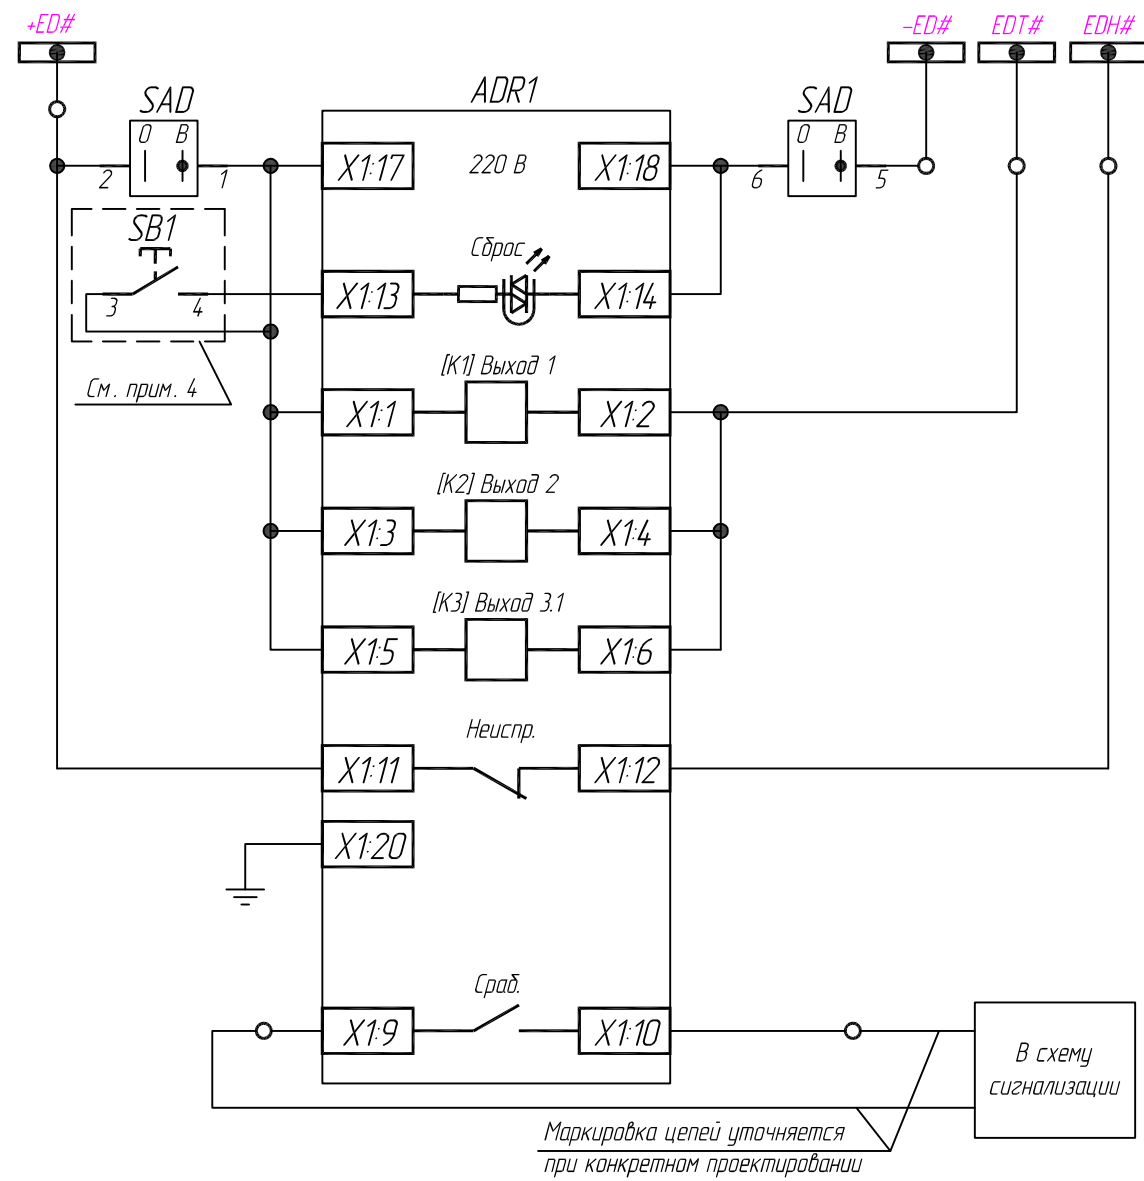 +ED#
-ED#
EDT#
EDH#
SAD
ADR1
SAD
O B
O B
X1:17
220 В
X1:18
2
1
6
5
SB1
Сброс
X1:13
X1:14
3
4
[K1] Выход 1
См. прим. 4
X1:1
X1:2
[K2] Выход 2
X1:3
X1:4
[K3] Выход 3.1
X1:5
X1:6
Неиспр.
X1:11
X1:12
X1:20
Сраб.
X1:9
X1:10
В схему
сигнализации
Маркировка цепей уточняется
при конкретном проектировании